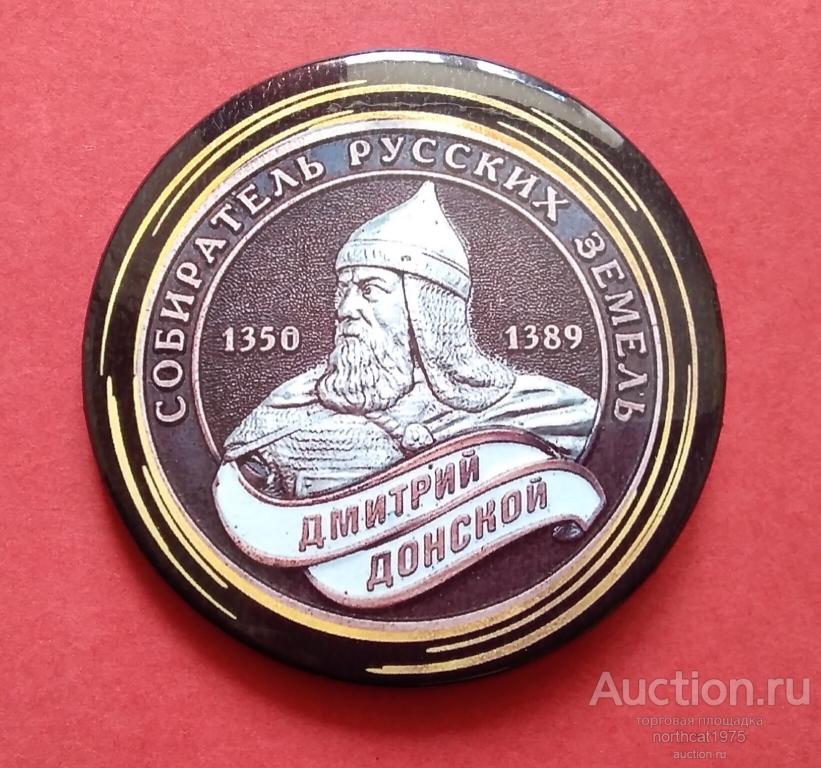 СОБИРАТЕЛЬ РУССКИХ ЗЕМЕЛЬ
1350 1389
ДМИТРИЙ
ДОНСКОЙ
Auction.ru
торговая площадка
northcat1975
auction.ru